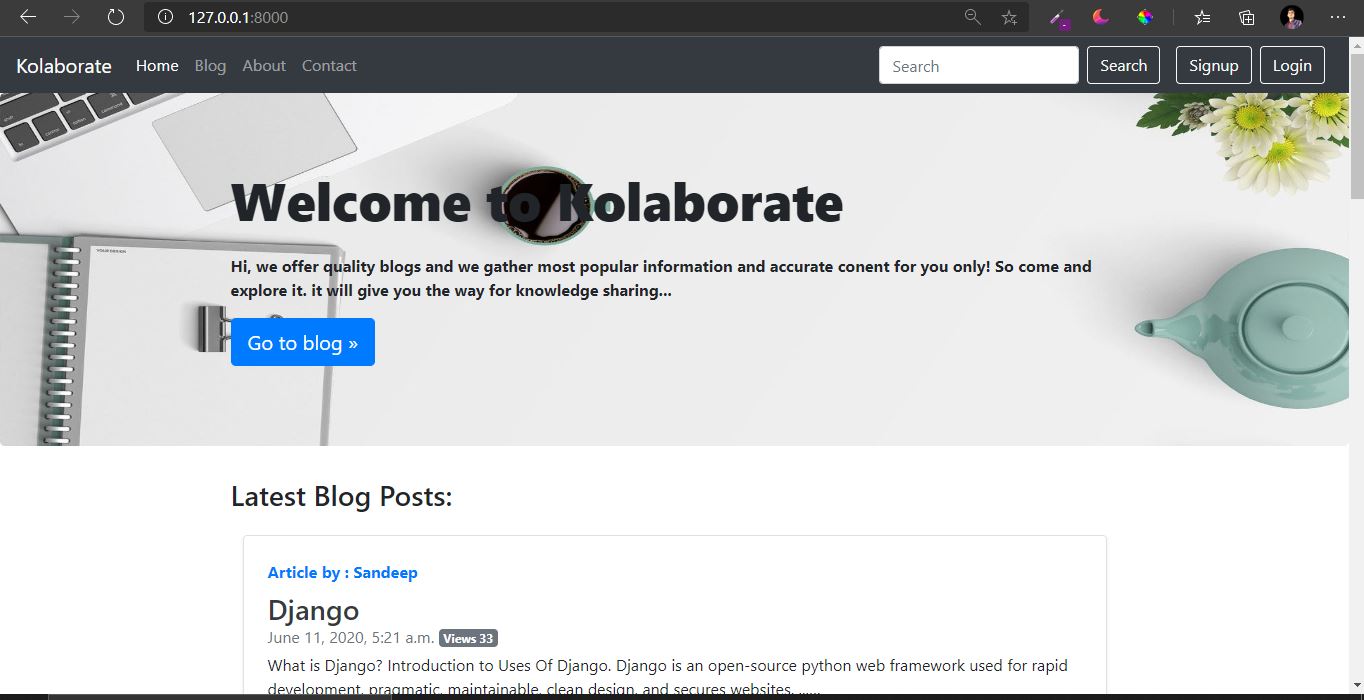 127.0.0.1:8000
Kolaborate Home Blog About Contact Search Search Signup Login
Welcome to Kolaborate
Hi, we offer quality blogs and we gather most popular information and accurate conent for you only! So come and
explore it. it will give you the way for knowledge sharing...
Go to blog »
Latest Blog Posts:
Article by : Sandeep
Django
June 11, 2020, 5:21 a.m. Views 33
What is Django? Introduction to Uses Of Django. Django is an open-source python web framework used for rapid
development, pragmatic, maintainable, clean design, and secures websites. ......